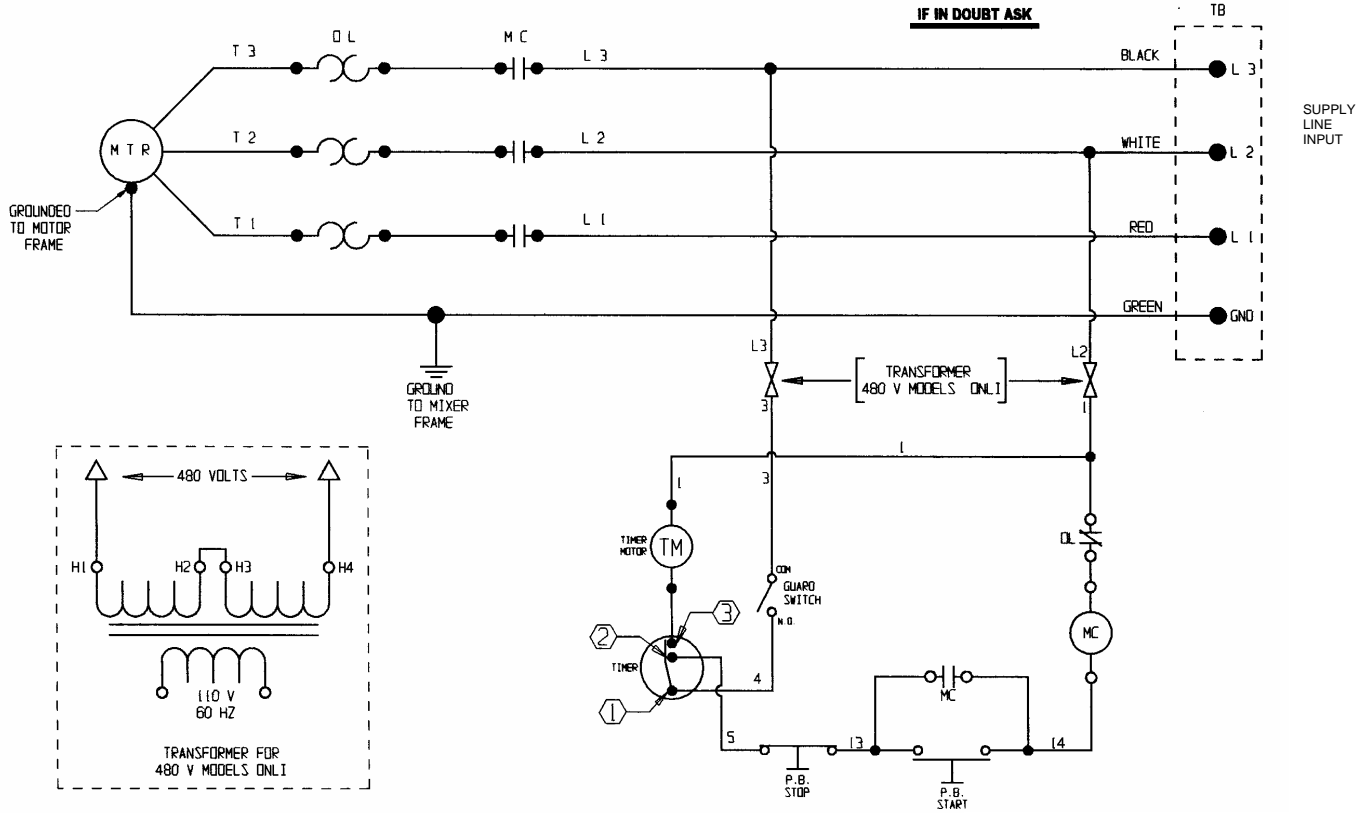 IF IN DOUBT ASK
TB
T 3
O L
M C
L 3
BLACK
L 3
SUPPLY
LINE
INPUT
MTR
T 2
L 2
WHITE
L 2
GROUNDED
TO MOTOR
FRAME
T 1
L 1
RED
L 1
GREEN
GND
GROUND
TO MIXER
FRAME
L3
L2
TRANSFORMER
480 V MODELS ONLI
3
1
1
480 VOLTS
H1
H2
H3
H4
110 V
60 HZ
TRANSFORMER FOR
480 V MODELS ONLI
1
3
TIMER
MOTOR
TM
COM
GUARD
SWITCH
N.O.
OL
MC
3
2
TIMER
1
4
MC
5
13
14
P.B.
STOP
P.B.
START